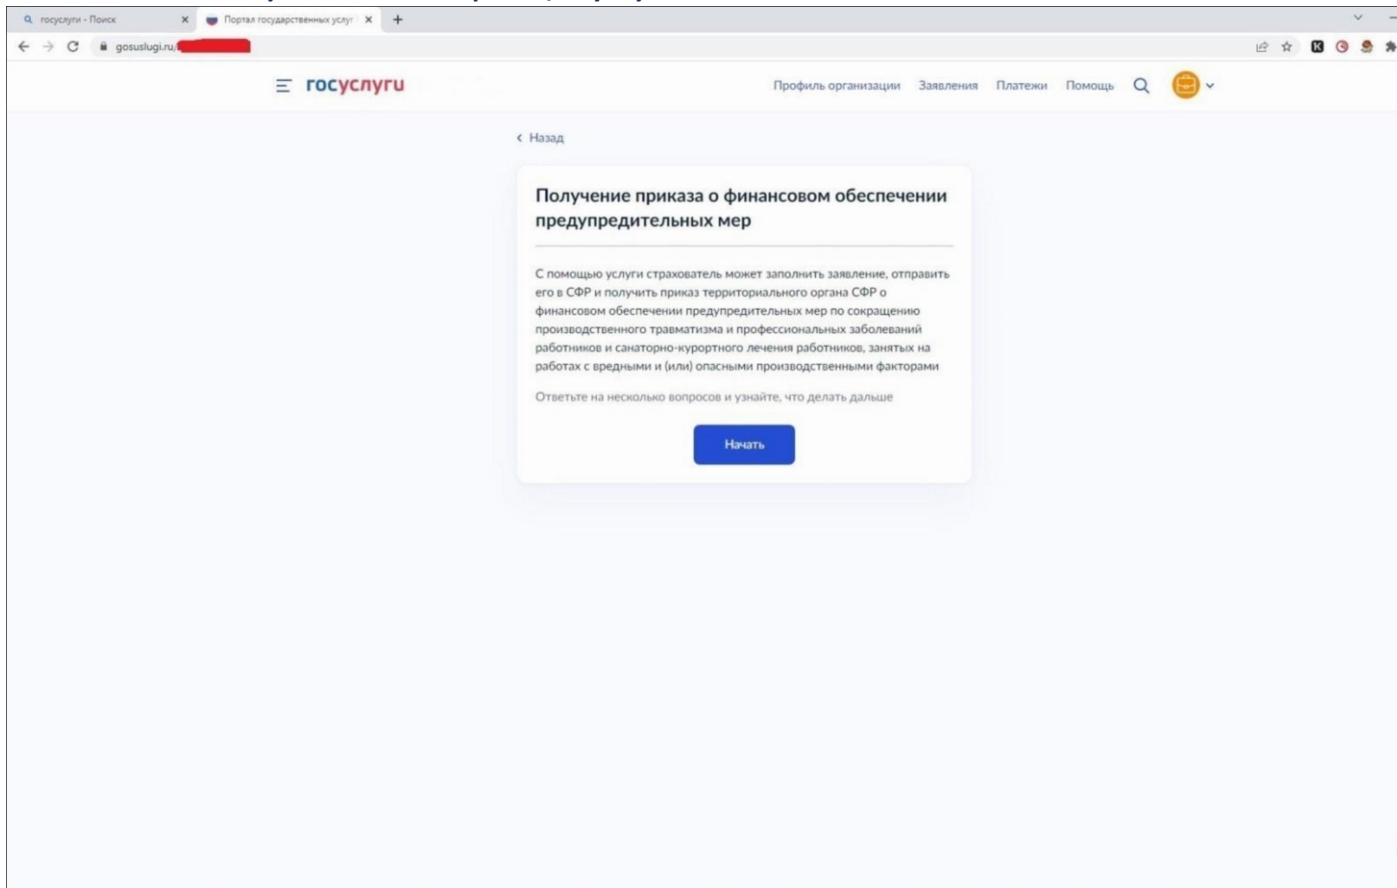 госуслуги - Поиск
Портал государственных услуг
gosuslugi.ru/
госуслуги
Профиль организации Заявления Платежи Помощь
Назад
Получение приказа о финансовом обеспечении
предупредительных мер
С помощью услуги страхователь может заполнить заявление, отправить
его в СФР и получить приказ территориального органа СФР о
финансовом обеспечении предупредительных мер по сокращению
производственного травматизма и профессиональных заболеваний
работников и санаторно-курортного лечения работников, занятых на
работах с вредными и (или) опасными производственными факторами
Ответьте на несколько вопросов и узнайте, что делать дальше
Начать